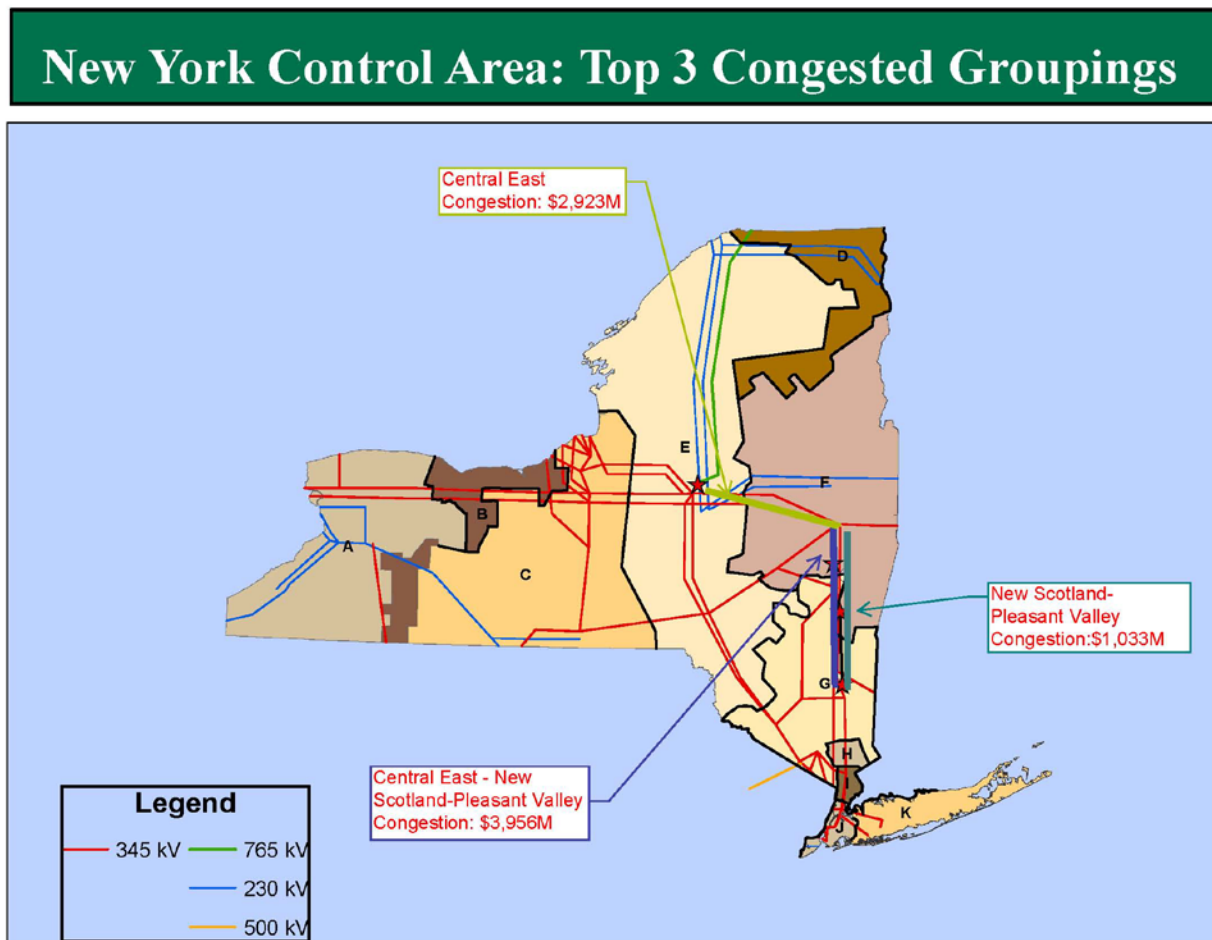 New York Control Area: Top 3 Congested Groupings
Central East
Congestion: $2,923M
D
E
F
B
A
C
New Scotland-
Pleasant Valley
Congestion:$1,033M
G
H
I
J
K
Central East - New
Scotland-Pleasant Valley
Congestion: $3,956M
Legend
345 kV
765 kV
230 kV
500 kV